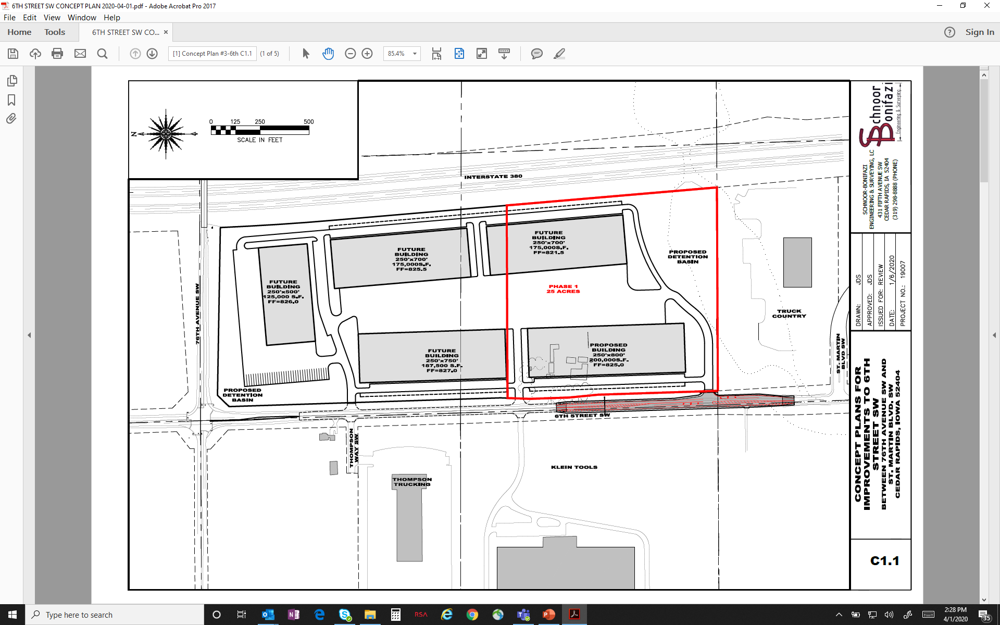 6TH STREET SW CONCEPT PLAN 2020-04-01.pdf - Adobe Acrobat Pro 2017
File Edit View Window Help
Home Tools 6TH STREET SW CO... × Sign In
[1] Concept Plan #3-6th C1.1 (1 of 5) 85.4%
N
0 125 250 500
SCALE IN FEET
INTERSTATE 380
76TH AVENUE SW
FUTURE
BUILDING
250'x500'
125,000 S.F.
FF=826.0
FUTURE
BUILDING
250'x700'
175,000S.F.
FF=825.5
FUTURE
BUILDING
250'x700'
175,000S.F.
FF=821.5
PROPOSED
DETENTION
BASIN
PHASE 1
25 ACRES
TRUCK
COUNTRY
ST. MARTIN
BLVD SW
FUTURE
BUILDING
250'x750'
187,500 S.F.
FF=827.0
PROPOSED
BUILDING
250'x800'
200,000S.F.
FF=825.0
PROPOSED
DETENTION
BASIN
6TH STREET SW
THOMPSON
WAY SW
THOMPSON
TRUCKING
KLEIN TOOLS
Schnoor
Bonifazi
Engineering & Surveying
SCHNOOR-BONIFAZI
ENGINEERING & SURVEYING, LC
431 FIFTH AVENUE SW
CEDAR RAPIDS, IA 52404
(319) 298-8888 (PHONE)
DRAWN: JDS
APPROVED: JDS
ISSUED FOR: REVIEW
DATE: 1/6/2020
PROJECT NO.: 19007
CONCEPT PLANS FOR
IMPROVEMENTS TO 6TH
STREET SW
BETWEEN 76TH AVENUE SW AND
ST. MARTIN BLVD. SW
CEDAR RAPIDS, IOWA 52404
C1.1
Type here to search
RSA
2:28 PM
4/1/2020
35